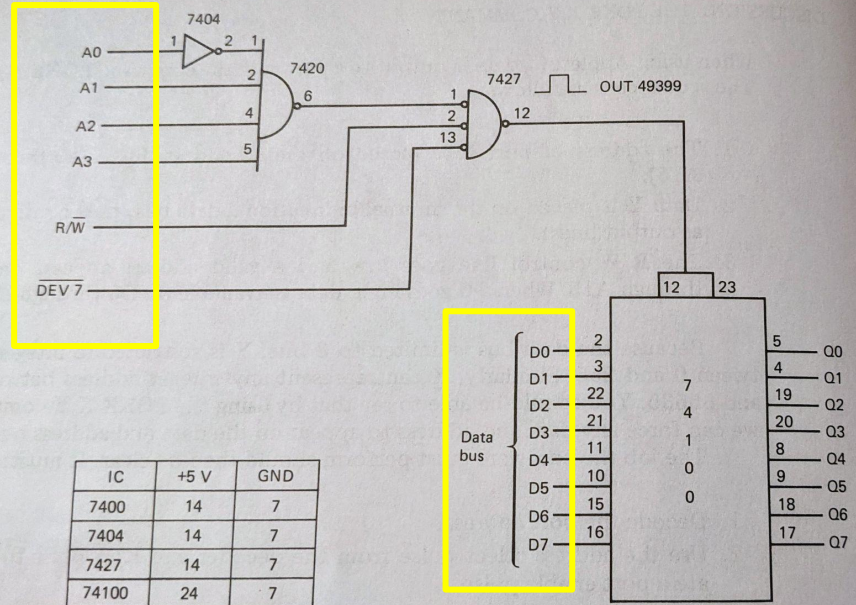 7404
A0
1
2
1
A1
2
7420
6
A2
4
A3
5
7427
OUT 49399
1
2
13
12
R/W̅
D̅E̅V̅ 7̅
12
23
Data
bus
D0
2
D1
3
D2
22
D3
21
D4
11
D5
10
D6
15
D7
16
7
4
1
0
0
5
Q0
4
Q1
19
Q2
20
Q3
8
Q4
9
Q5
18
Q6
17
Q7
IC +5 V GND
7400 14 7
7404 14 7
7427 14 7
74100 24 7